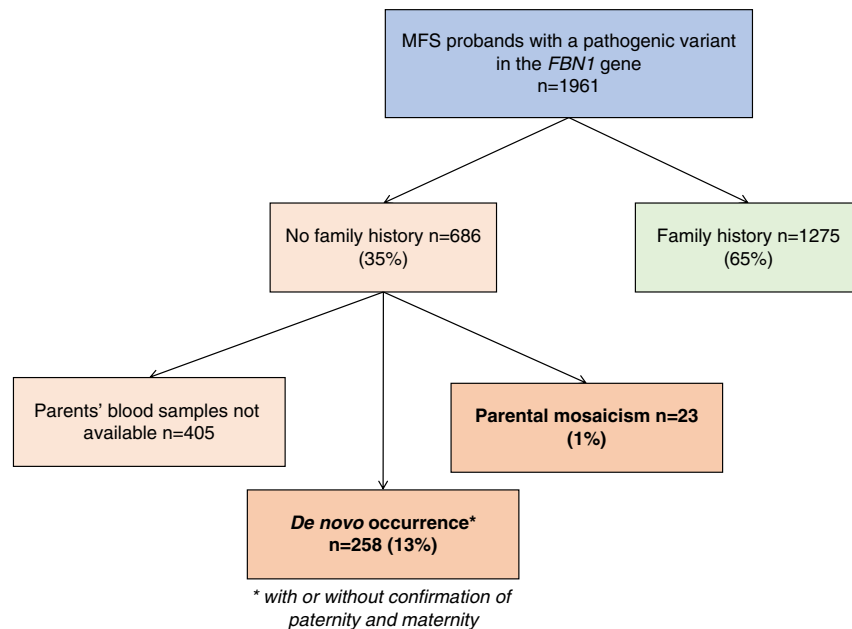 MFS probands with a pathogenic variant
in the FBN1 gene
n=1961
No family history n=686
(35%)
Family history n=1275
(65%)
Parents’ blood samples not
available n=405
Parental mosaicism n=23
(1%)
De novo occurrence*
n=258 (13%)
* with or without confirmation of
paternity and maternity